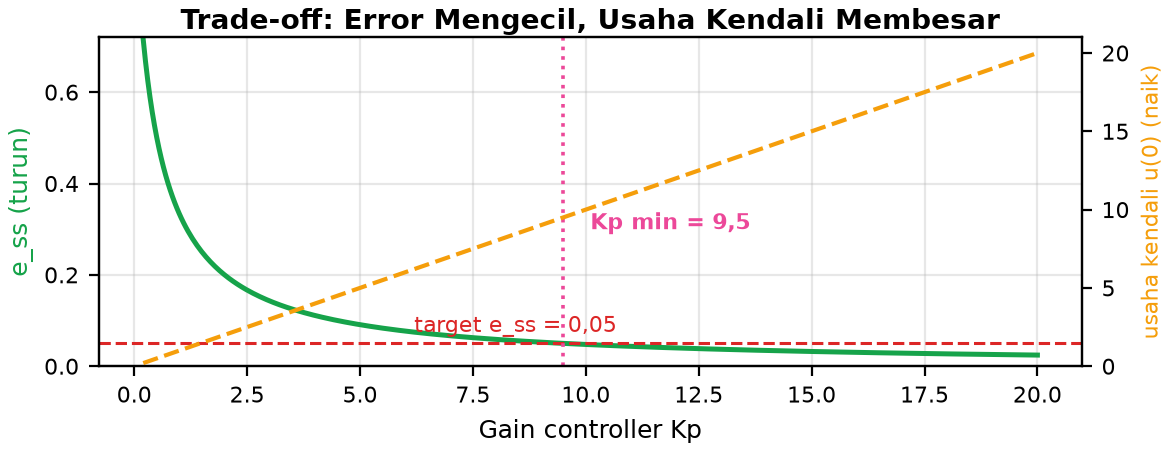 Trade-off: Error Mengecil, Usaha Kendali Membesar
e_ss (turun)
0.6
0.4
0.2
0.0
Kp min = 9,5
target e_ss = 0,05
20
15
10
5
0
usaha kendali u(0) (naik)
0.0 2.5 5.0 7.5 10.0 12.5 15.0 17.5 20.0
Gain controller Kp